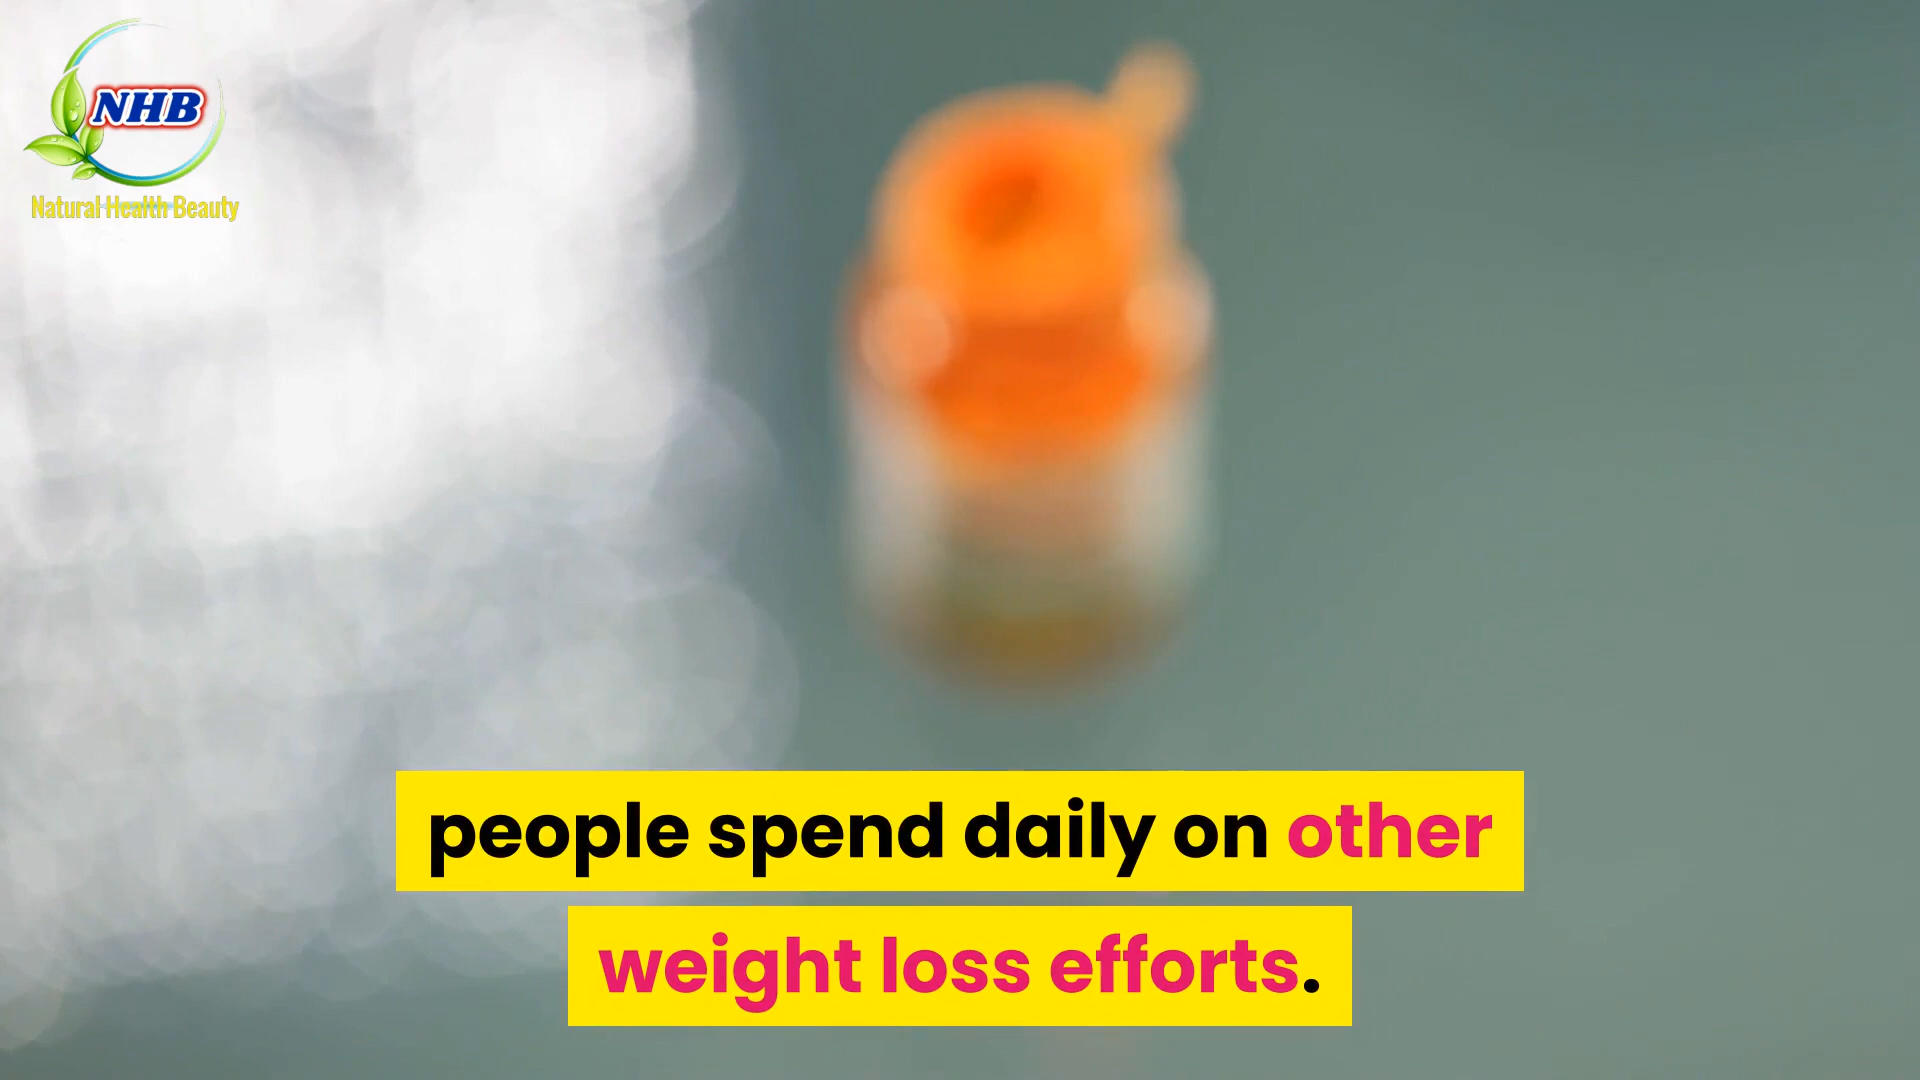 NHB
Natural Health Beauty
people spend daily on other
weight loss efforts.